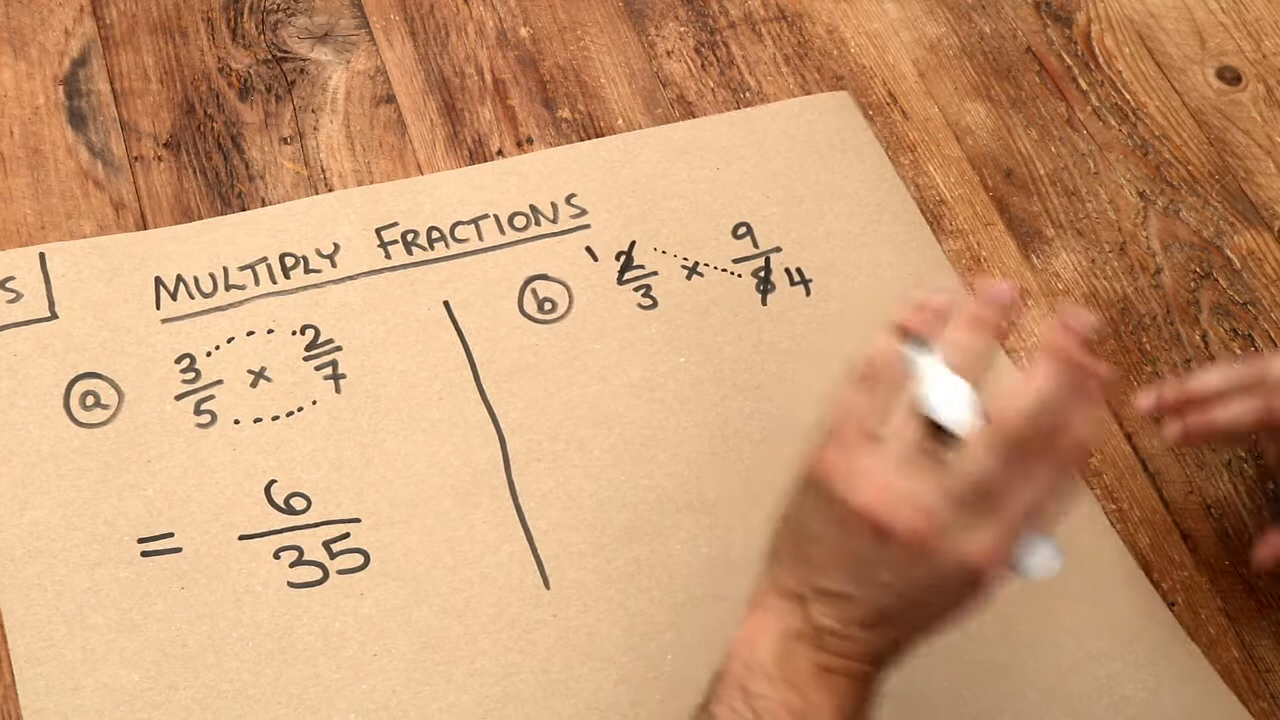 S
MULTIPLY FRACTIONS
a 3/5 × 2/7
= 6/35
b 1 2/3 × 9/8 4